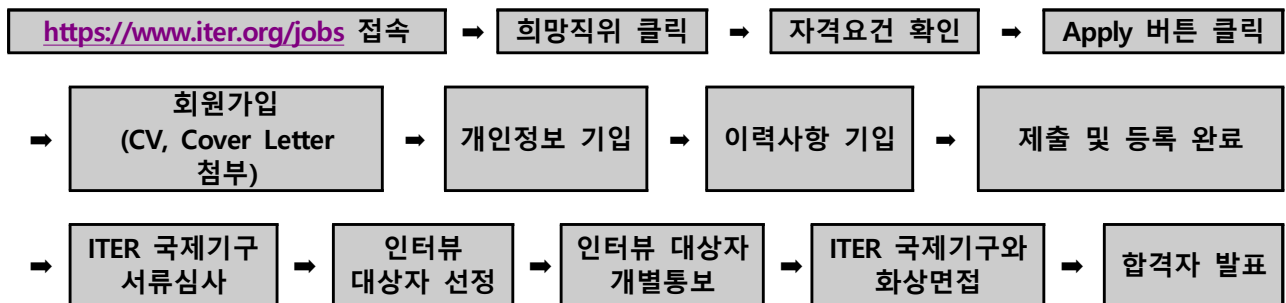 https://www.iter.org/jobs 접속 ➡ 희망직위 클릭 ➡ 자격요건 확인 ➡ Apply 버튼 클릭
➡ 회원가입
(CV, Cover Letter
첨부) ➡ 개인정보 기입 ➡ 이력사항 기입 ➡ 제출 및 등록 완료
➡ ITER 국제기구
서류심사 ➡ 인터뷰
대상자 선정 ➡ 인터뷰 대상자
개별통보 ➡ ITER 국제기구와
화상면접 ➡ 합격자 발표